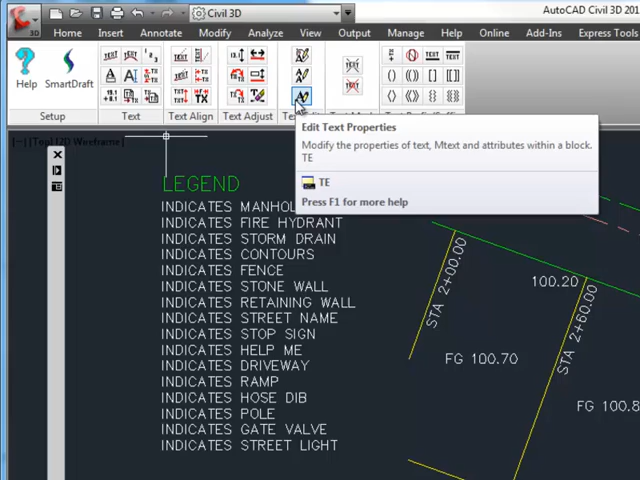 3D
Civil 3D
AutoCAD Civil 3D 201
Home Insert Annotate Modify Analyze View Output Manage Help Online Add-Ins Express Tools
Help SmartDraft
Setup Text Text Align Text Adjust
Edit Text Properties
Modify the properties of text, Mtext and attributes within a block.
TE
TE
Press F1 for more help
LEGEND
INDICATES
INDICATES FIRE HYDRANT
INDICATES STORM DRAIN
INDICATES CONTOURS
INDICATES FENCE
INDICATES STONE WALL
INDICATES RETAINING WALL
INDICATES STREET NAME
INDICATES STOP SIGN
INDICATES HELP ME
INDICATES DRIVEWAY
INDICATES RAMP
INDICATES HOSE DIB
INDICATES POLE
INDICATES GATE VALVE
INDICATES STREET LIGHT
STA 2+00.00
100.20
STA 2+60.00
FG 100.70
FG 100.8